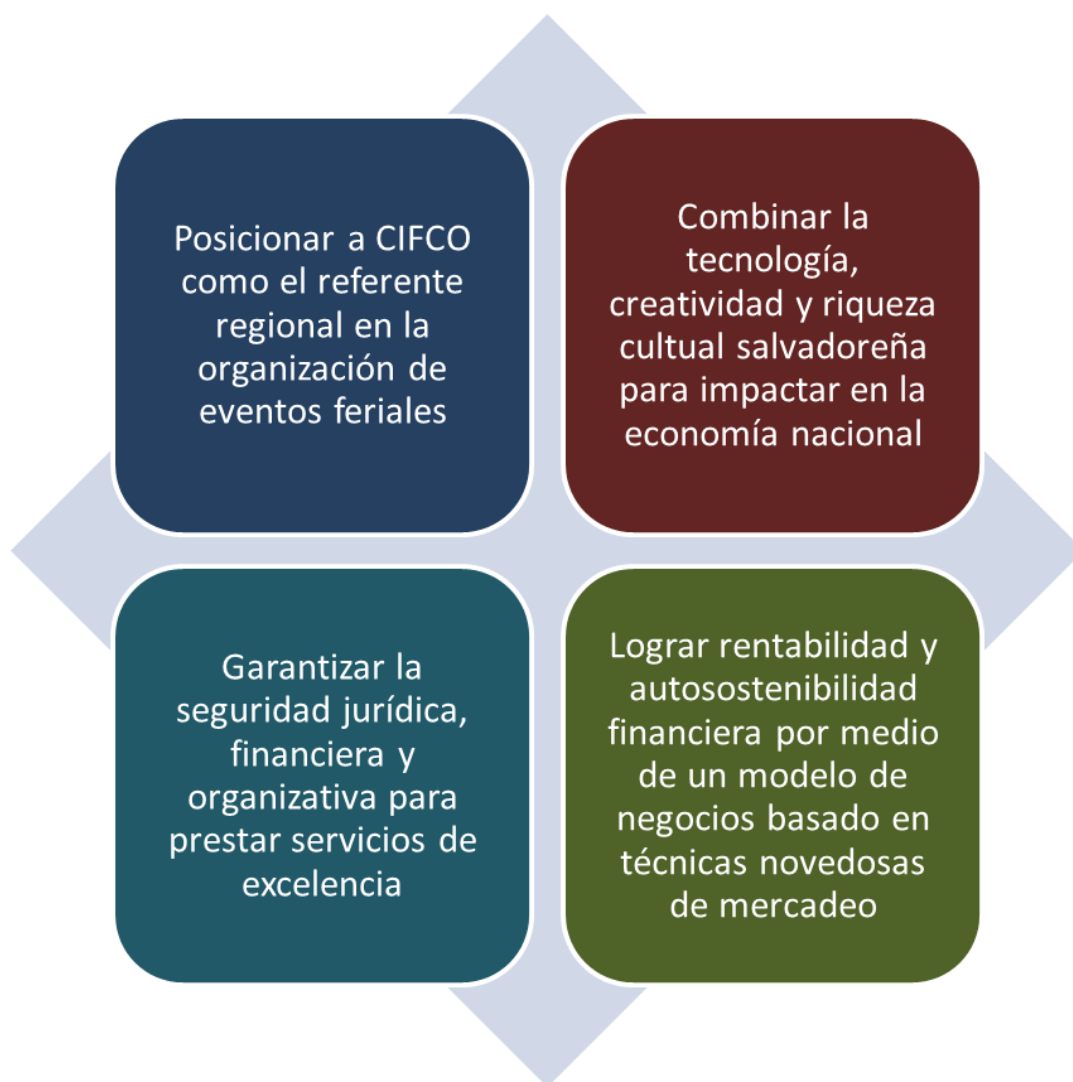 Posicionar a CIFCO
como el referente
regional en la
organización de
eventos feriales
Combinar la
tecnología,
creatividad y riqueza
cultual salvadoreña
para impactar en la
economía nacional
Garantizar la
seguridad jurídica,
financiera y
organizativa para
prestar servicios de
excelencia
Lograr rentabilidad y
autosostenibilidad
financiera por medio
de un modelo de
negocios basado en
técnicas novedosas
de mercadeo